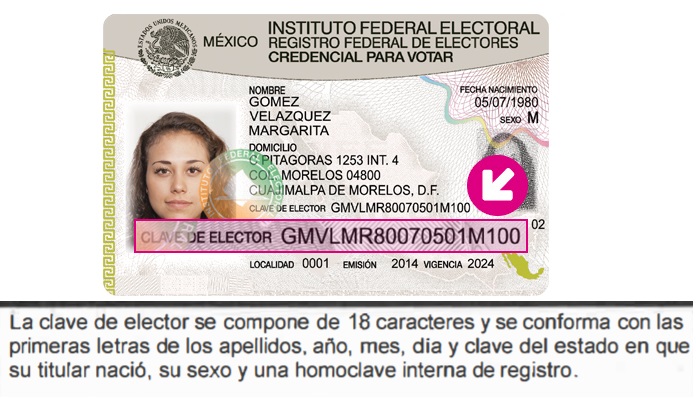 INSTITUTO FEDERAL ELECTORAL
MÉXICO REGISTRO FEDERAL DE ELECTORES
CREDENCIAL PARA VOTAR
ESTADOS UNIDOS MEXICANOS
NOMBRE
GOMEZ
VELAZQUEZ
MARGARITA
FECHA NACIMIENTO
05/07/1980
SEXO M
DOMICILIO
C PITAGORAS 1253 INT. 4
COL. MORELOS 04800
CUAJIMALPA DE MORELOS, D.F.
CLAVE DE ELECTOR GMVLMR80070501M100
02
CLAVE DE ELECTOR GMVLMR80070501M100
LOCALIDAD 0001 EMISIÓN 2014 VIGENCIA 2024
La clave de elector se compone de 18 caracteres y se conforma con las
primeras letras de los apellidos, año, mes, dia y clave del estado en que
su titular nació, su sexo y una homoclave interna de registro.